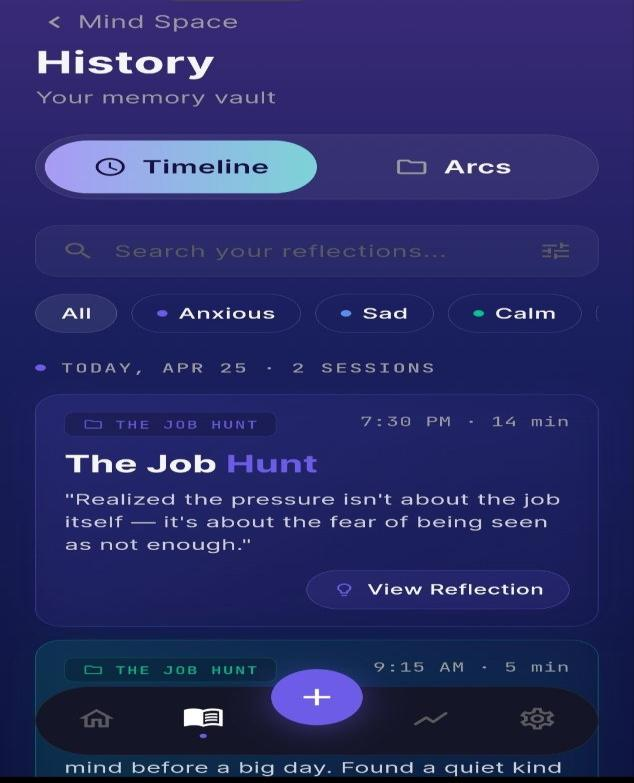 Mind Space
History
Your memory vault
Timeline
Arcs
Search your reflections...
All
Anxious
Sad
Calm
TODAY, APR 25 · 2 SESSIONS
THE JOB HUNT
7:30 PM · 14 min
The Job Hunt
"Realized the pressure isn't about the job
itself — it's about the fear of being seen
as not enough."
View Reflection
THE JOB HUNT
9:15 AM · 5 min
mind before a big day. Found a quiet kind